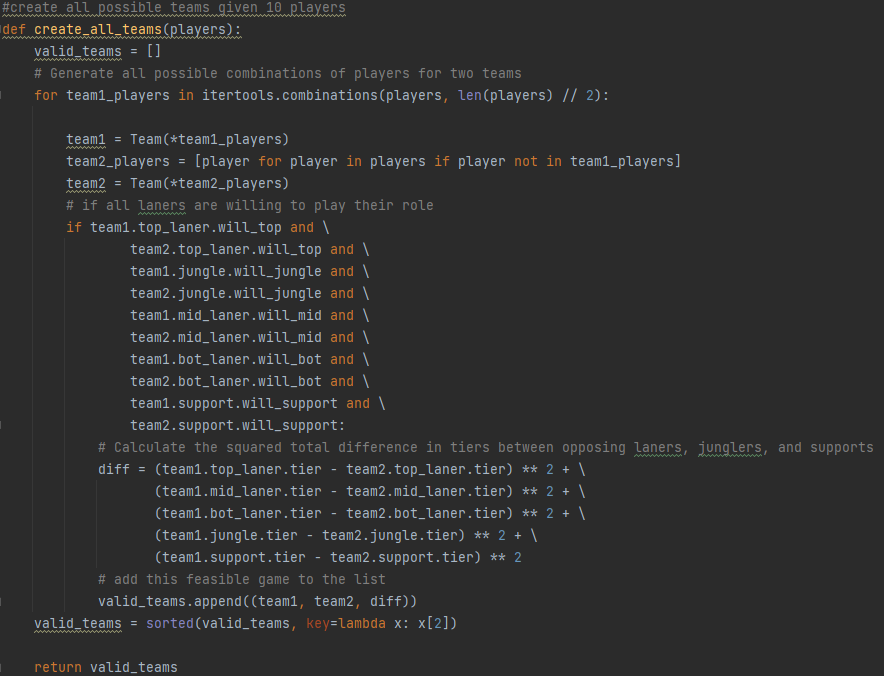 #create all possible teams given 10 players
def create_all_teams(players):
    valid_teams = []
    # Generate all possible combinations of players for two teams
    for team1_players in itertools.combinations(players, len(players) // 2):

        team1 = Team(*team1_players)
        team2_players = [player for player in players if player not in team1_players]
        team2 = Team(*team2_players)
        # if all laners are willing to play their role
        if team1.top_laner.will_top and \
                team2.top_laner.will_top and \
                team1.jungle.will_jungle and \
                team2.jungle.will_jungle and \
                team1.mid_laner.will_mid and \
                team2.mid_laner.will_mid and \
                team1.bot_laner.will_bot and \
                team2.bot_laner.will_bot and \
                team1.support.will_support and \
                team2.support.will_support:
            # Calculate the squared total difference in tiers between opposing laners, junglers, and supports
            diff = (team1.top_laner.tier - team2.top_laner.tier) ** 2 + \
                   (team1.mid_laner.tier - team2.mid_laner.tier) ** 2 + \
                   (team1.bot_laner.tier - team2.bot_laner.tier) ** 2 + \
                   (team1.jungle.tier - team2.jungle.tier) ** 2 + \
                   (team1.support.tier - team2.support.tier) ** 2
            # add this feasible game to the list
            valid_teams.append((team1, team2, diff))
    valid_teams = sorted(valid_teams, key=lambda x: x[2])

    return valid_teams